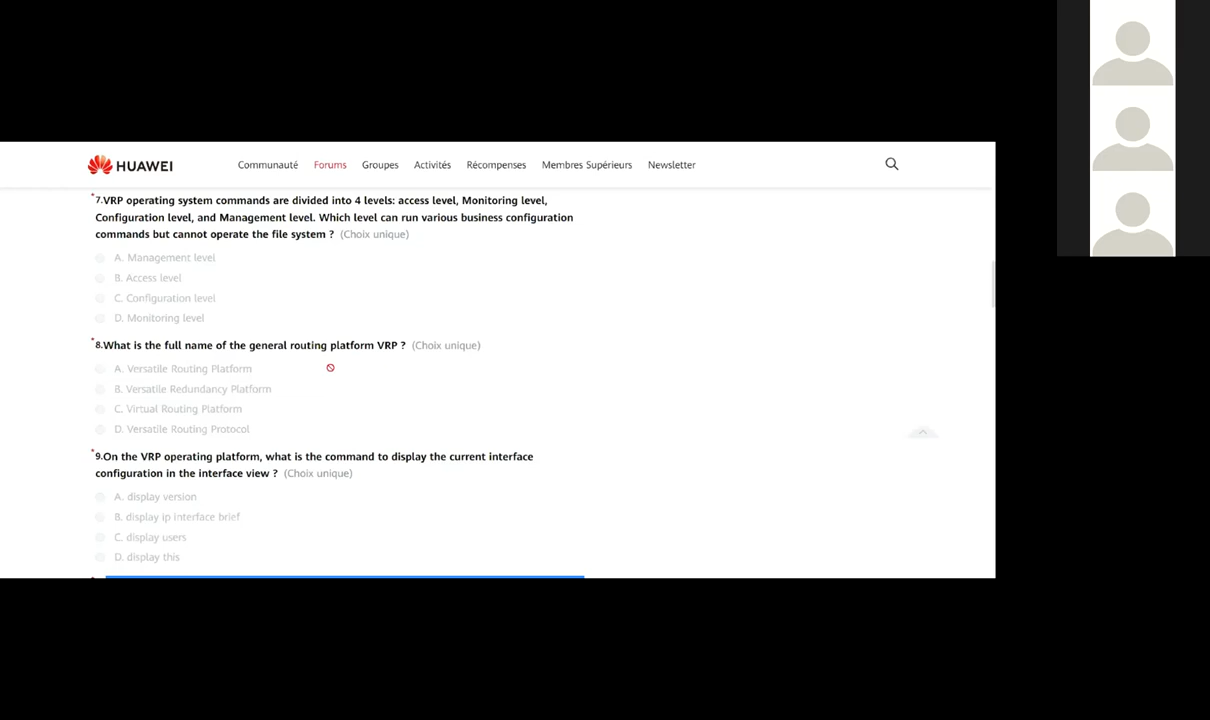 HUAWEI
Communauté Forums Groupes Activités Récompenses Membres Supérieurs Newsletter
*7.VRP operating system commands are divided into 4 levels: access level, Monitoring level,
Configuration level, and Management level. Which level can run various business configuration
commands but cannot operate the file system ? (Choix unique)
A. Management level
B. Access level
C. Configuration level
D. Monitoring level
*8.What is the full name of the general routing platform VRP ? (Choix unique)
A. Versatile Routing Platform
B. Versatile Redundancy Platform
C. Virtual Routing Platform
D. Versatile Routing Protocol
*9.On the VRP operating platform, what is the command to display the current interface
configuration in the interface view ? (Choix unique)
A. display version
B. display ip interface brief
C. display users
D. display this